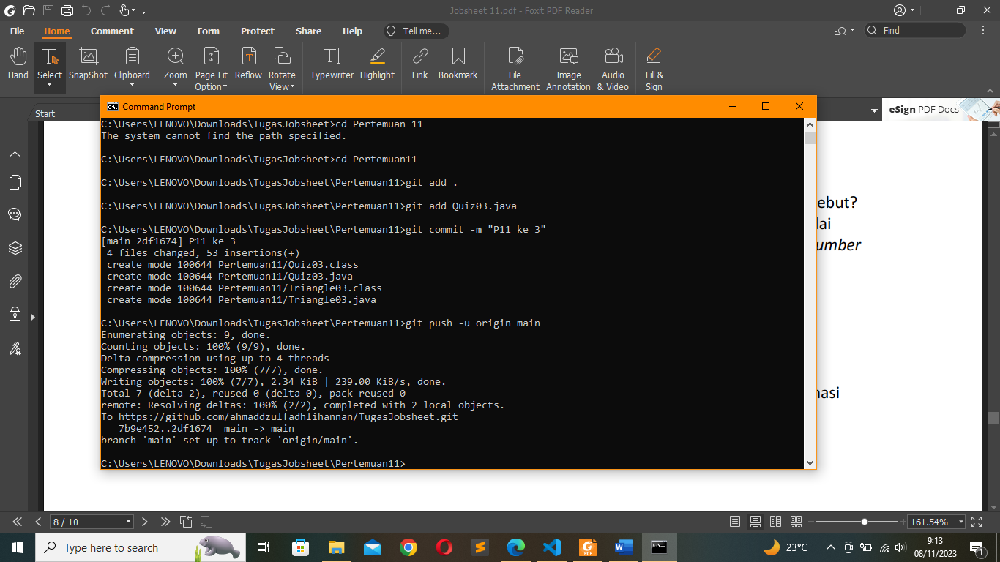 Jobsheet 11.pdf - Foxit PDF Reader
File Home Comment View Form Protect Share Help Tell me... Find
Hand Select SnapShot Clipboard Zoom Page Fit Option Reflow Rotate View Typewriter Highlight Link Bookmark File Attachment Image Annotation Audio & Video Fill & Sign
Start
eSign PDF Docs
Command Prompt
C:\Users\LENOVO\Downloads\TugasJobsheet>cd Pertemuan 11
The system cannot find the path specified.
C:\Users\LENOVO\Downloads\TugasJobsheet>cd Pertemuan11
C:\Users\LENOVO\Downloads\TugasJobsheet\Pertemuan11>git add .
C:\Users\LENOVO\Downloads\TugasJobsheet\Pertemuan11>git add Quiz03.java
C:\Users\LENOVO\Downloads\TugasJobsheet\Pertemuan11>git commit -m "P11 ke 3"
[main 2df1674] P11 ke 3
4 files changed, 53 insertions(+)
create mode 100644 Pertemuan11/Quiz03.class
create mode 100644 Pertemuan11/Quiz03.java
create mode 100644 Pertemuan11/Triangle03.class
create mode 100644 Pertemuan11/Triangle03.java
C:\Users\LENOVO\Downloads\TugasJobsheet\Pertemuan11>git push -u origin main
Enumerating objects: 9, done.
Counting objects: 100% (9/9), done.
Delta compression using up to 4 threads
Compressing objects: 100% (7/7), done.
Writing objects: 100% (7/7), 2.34 KiB | 239.00 KiB/s, done.
Total 7 (delta 2), reused 0 (delta 0), pack-reused 0
remote: Resolving deltas: 100% (2/2), completed with 2 local objects.
To https://github.com/ahmaddzulfadhlihannan/TugasJobsheet.git
7b9e452..2df1674  main -> main
branch 'main' set up to track 'origin/main'.
C:\Users\LENOVO\Downloads\TugasJobsheet\Pertemuan11>
8 / 10
161.54%
Type here to search
23°C
9:13
08/11/2023
1